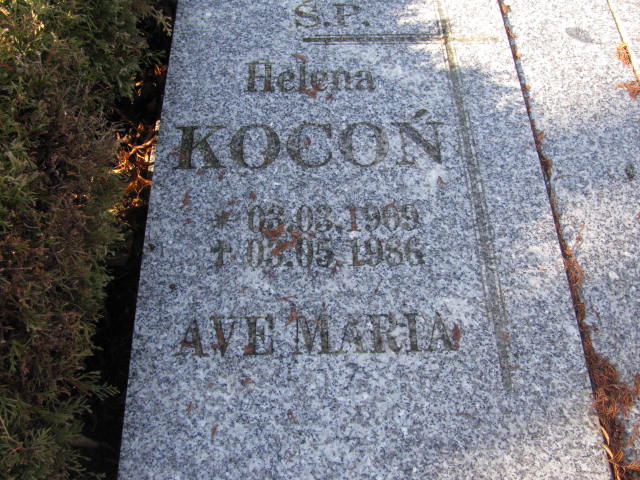 Ś.P.
Helena
KOCOŃ
* 03.03.1909
✝ 02.05.1986
AVE MARIA